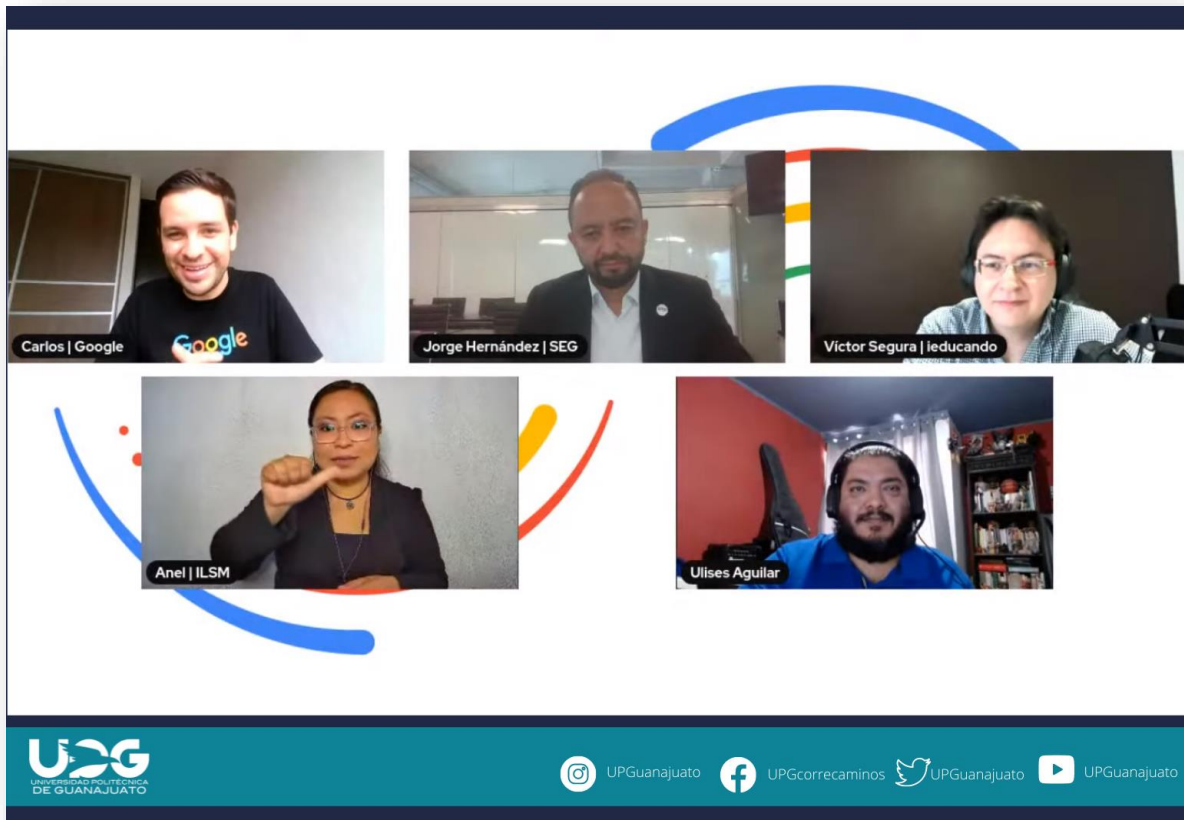 Google
Carlos | Google
Jorge Hernández | SEG
Víctor Segura | ieducando
Anel | ILSM
Ulises Aguilar
UPG
UNIVERSIDAD POLITÉCNICA
DE GUANAJUATO
UPGuanajuato
UPGcorrecaminos
UPGuanajuato
UPGuanajuato